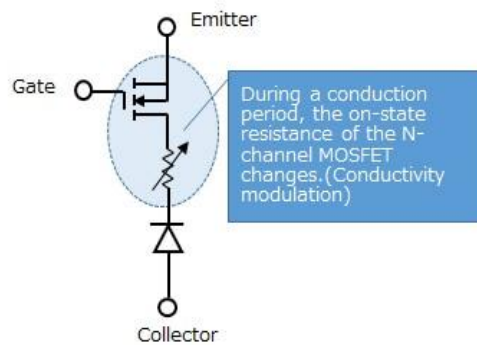 Emitter
Gate
During a conduction
period, the on-state
resistance of the N-
channel MOSFET
changes.(Conductivity
modulation)
Collector